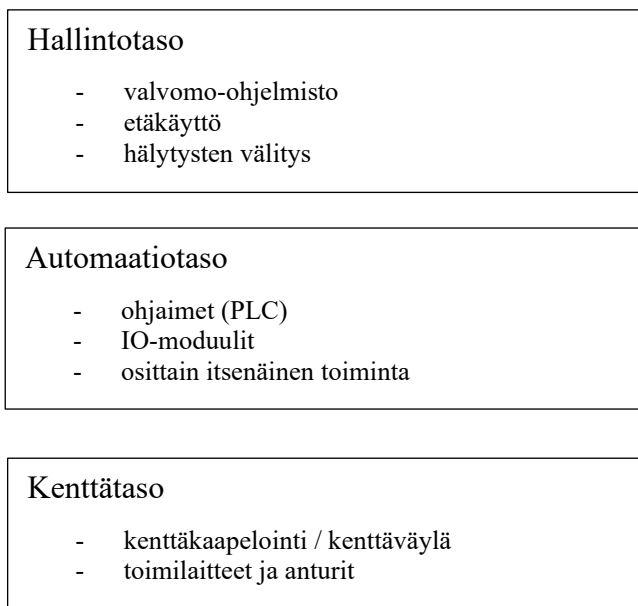 Hallintotaso
- valvomo-ohjelmisto
- etäkäyttö
- hälytysten välitys
Automaatiotaso
- ohjaimet (PLC)
- IO-moduulit
- osittain itsenäinen toiminta
Kenttätaso
- kenttäkaapelointi / kenttäväylä
- toimilaitteet ja anturit